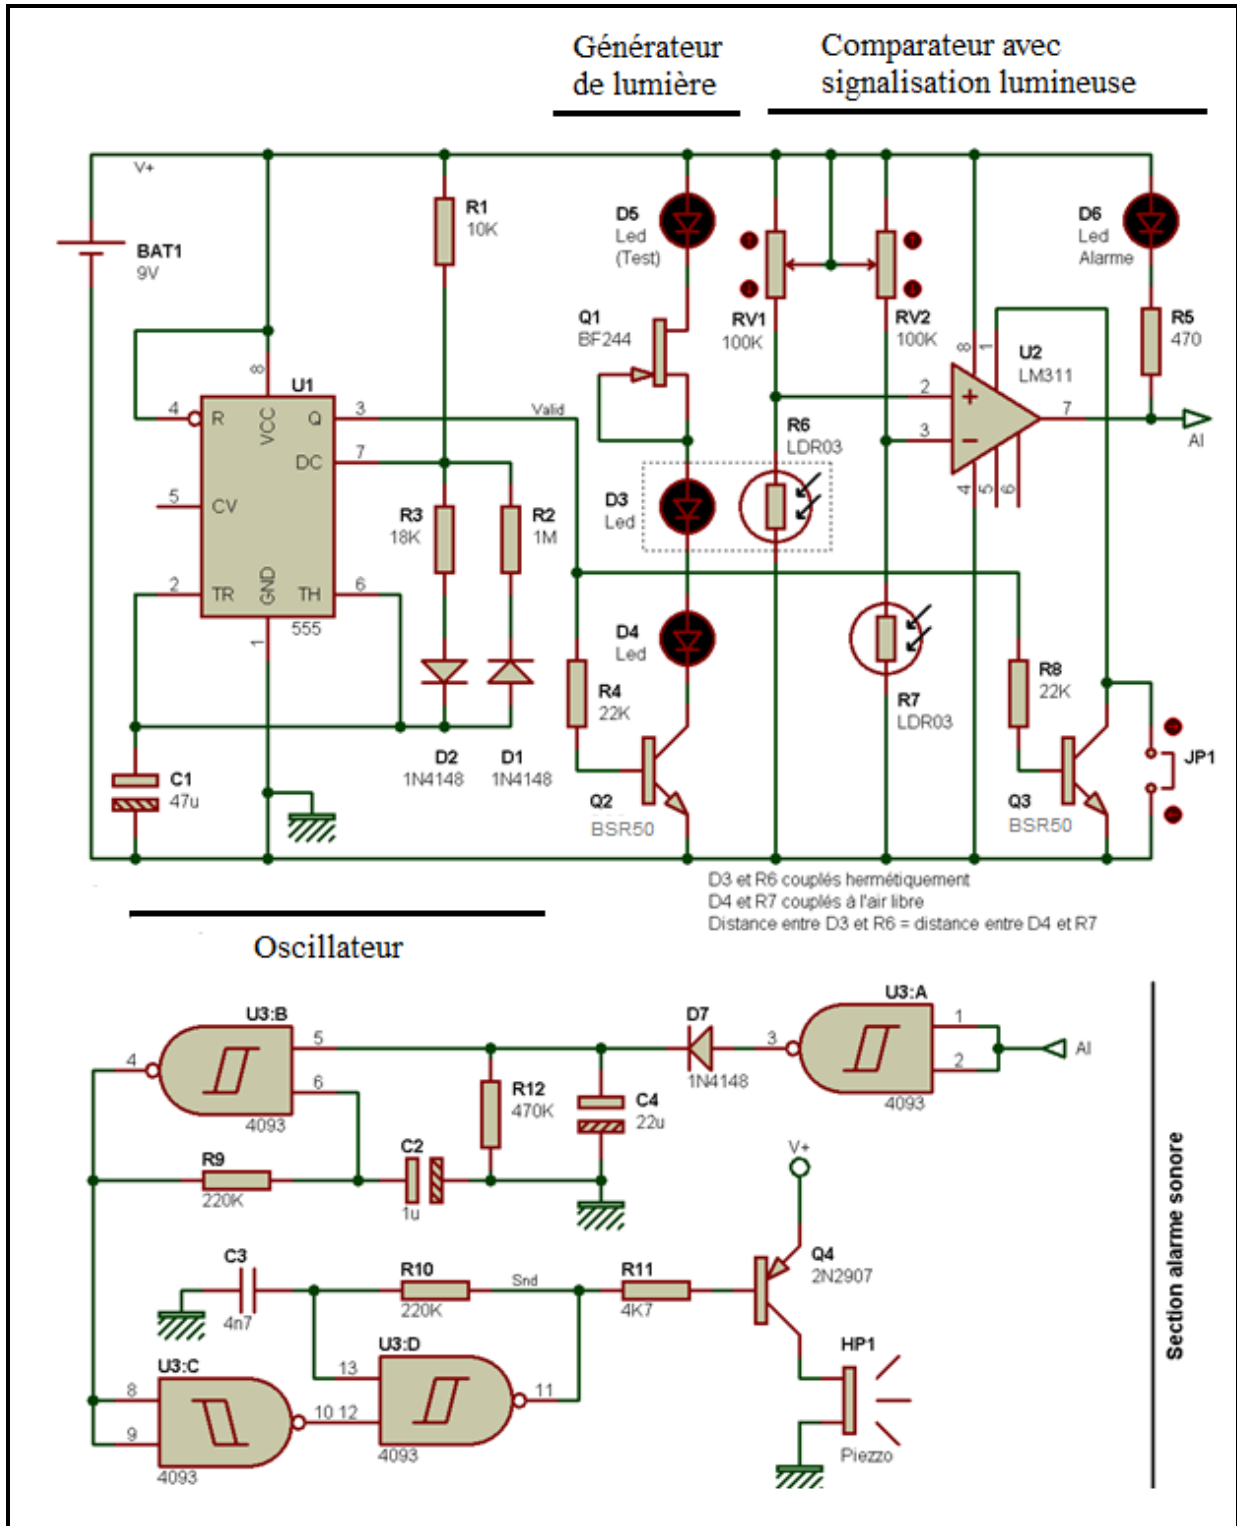 Générateur
de lumière
Comparateur avec
signalisation lumineuse
V+
BAT1
9V
R1
10K
D5
Led
(Test)
Q1
BF244
RV1
100K
RV2
100K
D6
Led
Alarme
R5
470
U2
LM311
8
1
2
3
4
5
6
7
AI
U1
8
4
R
VCC
Q
3
Valid
DC
7
5
CV
2
TR
GND
TH
6
1
555
R3
18K
R2
1M
D3
Led
R6
LDR03
D4
Led
R4
22K
R7
LDR03
R8
22K
C1
47u
D2
1N4148
D1
1N4148
Q2
BSR50
Q3
BSR50
JP1
D3 et R6 couplés hermétiquement
D4 et R7 couplés à l'air libre
Distance entre D3 et R6 = distance entre D4 et R7
Oscillateur
U3:B
4
5
6
4093
D7
1N4148
U3:A
3
1
2
4093
AI
R12
470K
C4
22u
C2
1u
R9
220K
V+
Q4
2N2907
C3
4n7
R10
220K
Snd
R11
4K7
HP1
Piezzo
U3:C
8
9
10
4093
U3:D
13
12
11
4093
Section alarme sonore